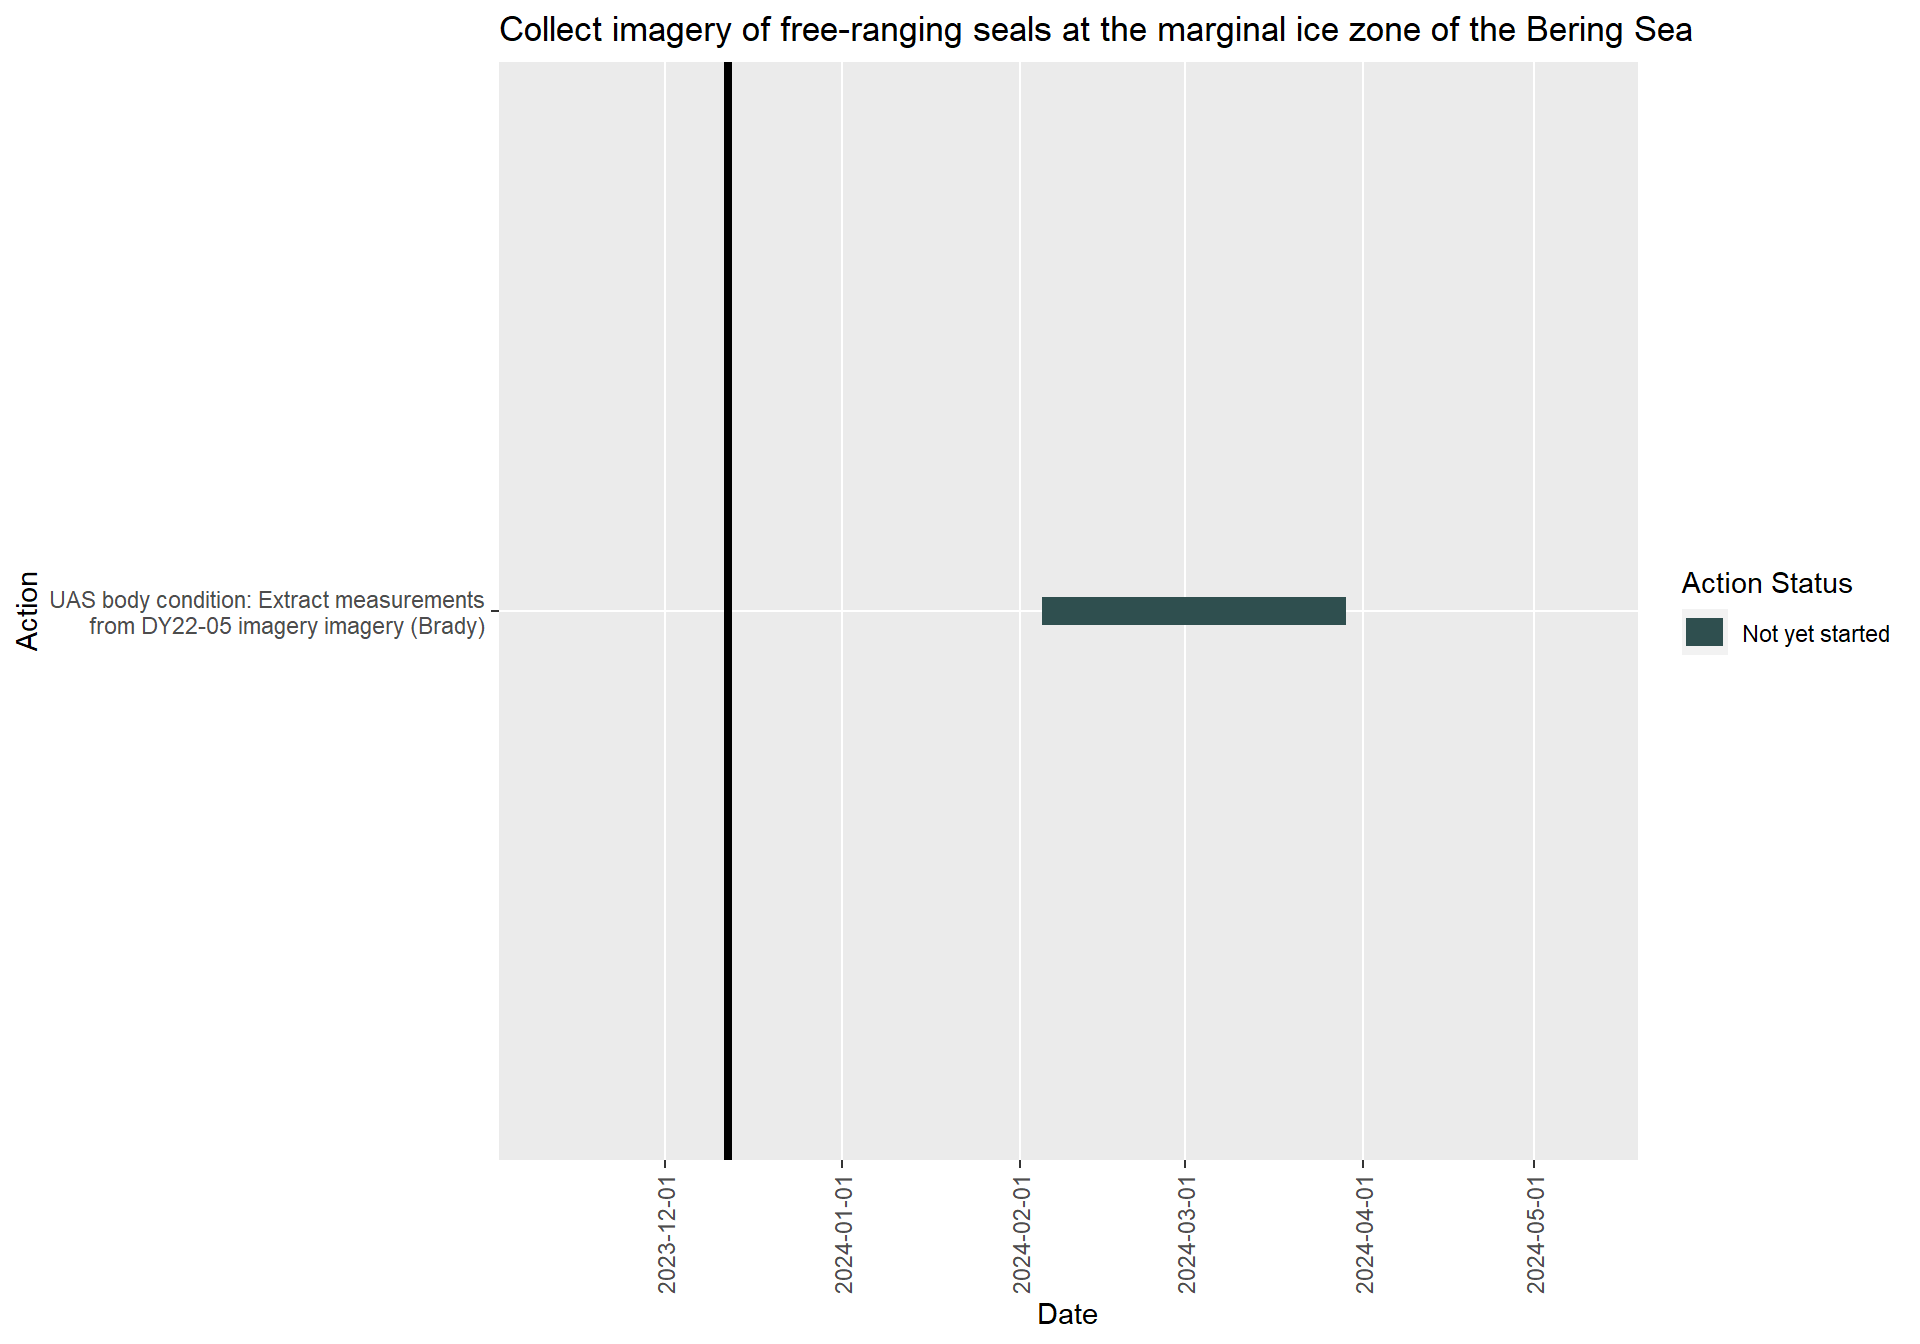 Collect imagery of free-ranging seals at the marginal ice zone of the Bering Sea
Action
UAS body condition: Extract measurements
from DY22-05 imagery imagery (Brady)
Action Status
Not yet started
2023-12-01
2024-01-01
2024-02-01
2024-03-01
2024-04-01
2024-05-01
Date